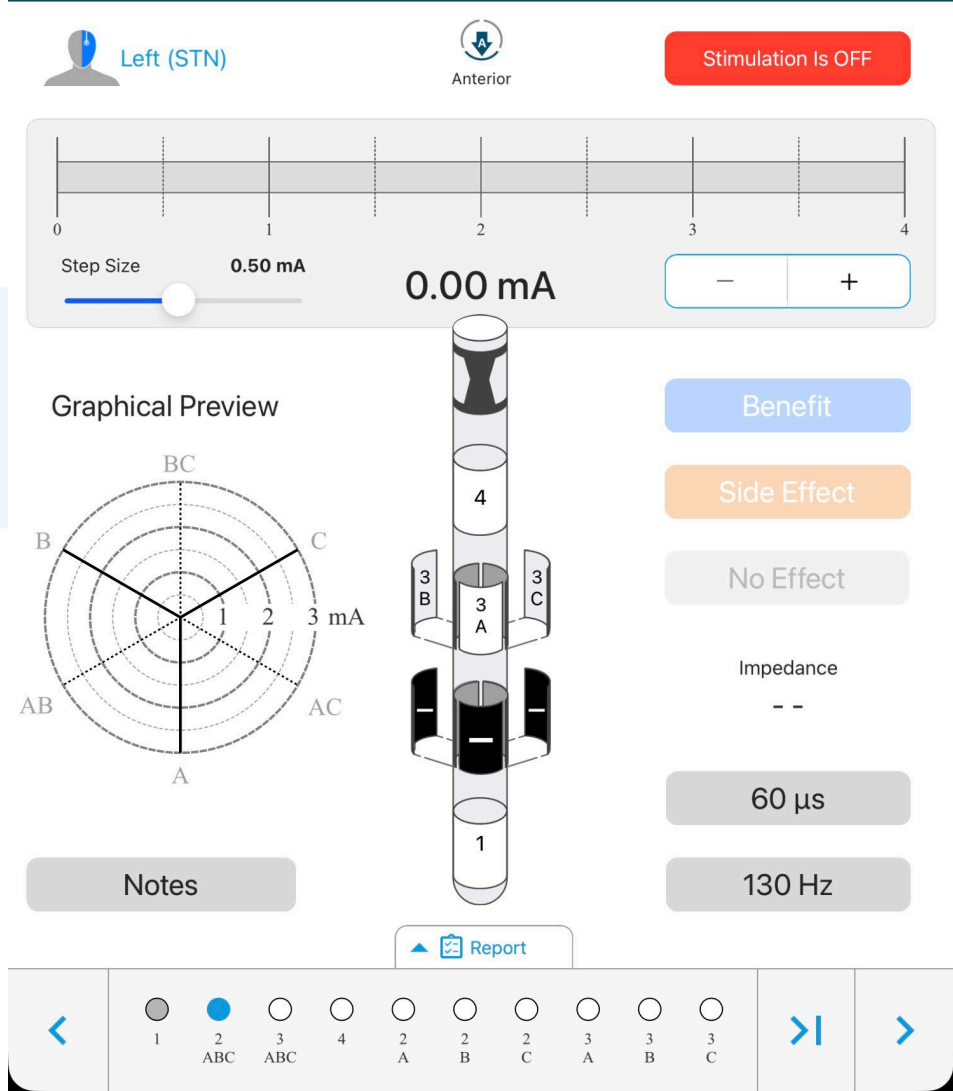 Left (STN)
A
Anterior
Stimulation Is OFF
0 1 2 3 4
Step Size 0.50 mA
0.00 mA
− +
Graphical Preview
Benefit
BC
B C
1 2 3 mA
AB AC
A
4
3 B
3 A
3 C
1
Side Effect
No Effect
Impedance
- -
60 µs
130 Hz
Notes
Report
1
2 ABC
3 ABC
4
2 A
2 B
2 C
3 A
3 B
3 C